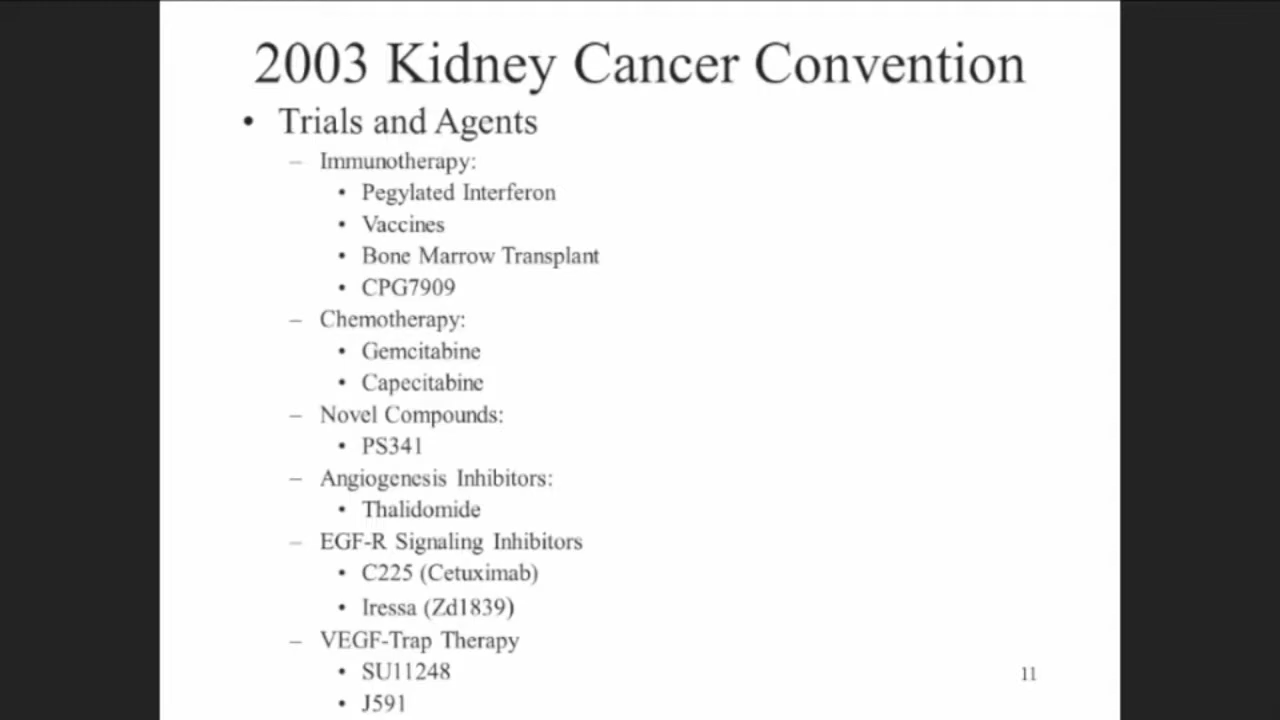 2003 Kidney Cancer Convention
• Trials and Agents
– Immunotherapy:
• Pegylated Interferon
• Vaccines
• Bone Marrow Transplant
• CPG7909
– Chemotherapy:
• Gemcitabine
• Capecitabine
– Novel Compounds:
• PS341
– Angiogenesis Inhibitors:
• Thalidomide
– EGF-R Signaling Inhibitors
• C225 (Cetuximab)
• Iressa (Zd1839)
– VEGF-Trap Therapy
• SU11248
• J591
11